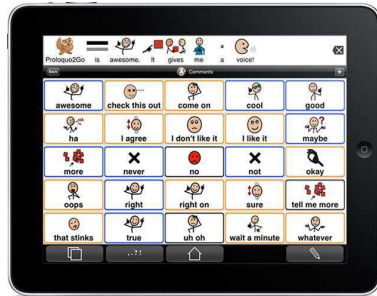 Proloquo2Go is awesome. It gives me a voice!
Back Comments +
awesome check this out come on cool good
ha I agree I don't like it I like it maybe
more never no not okay
oops right right on sure tell me more
that stinks true uh oh wait a minute whatever
..?!